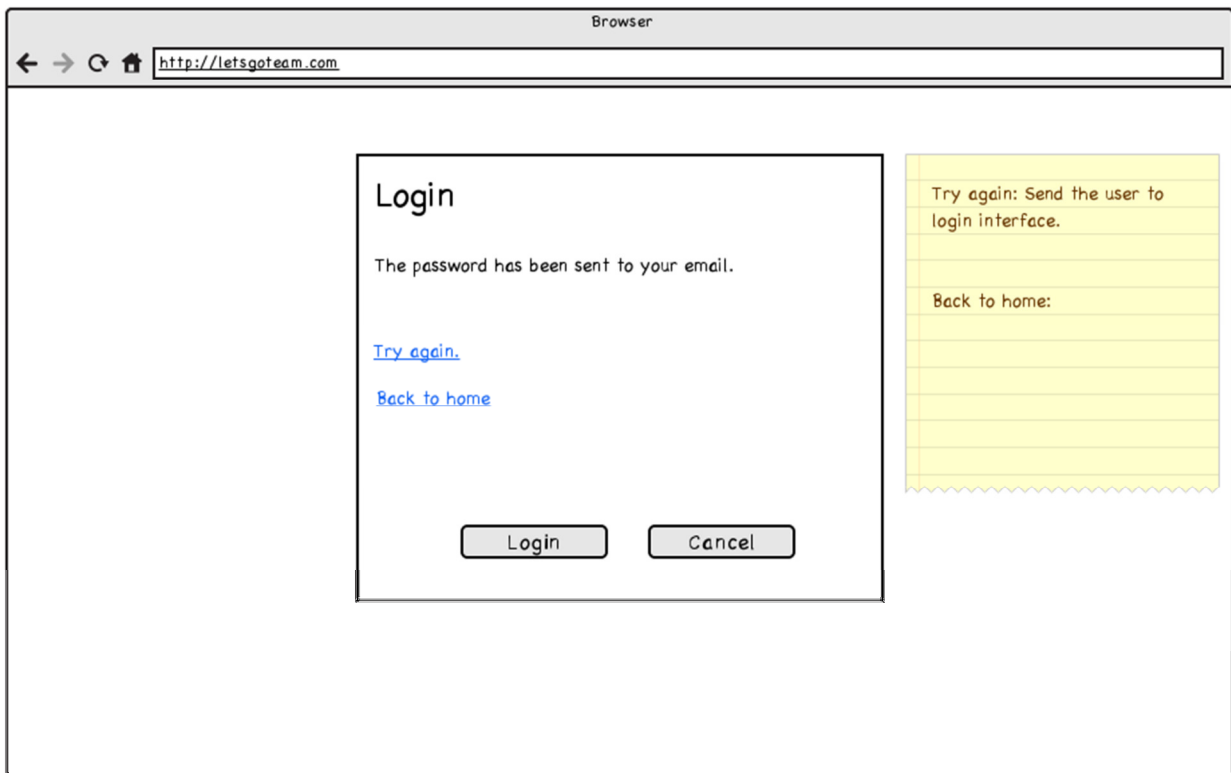 Browser
http://letsgoteam.com
Login
The password has been sent to your email.
Try again.
Back to home
Login
Cancel
Try again: Send the user to
login interface.
Back to home: